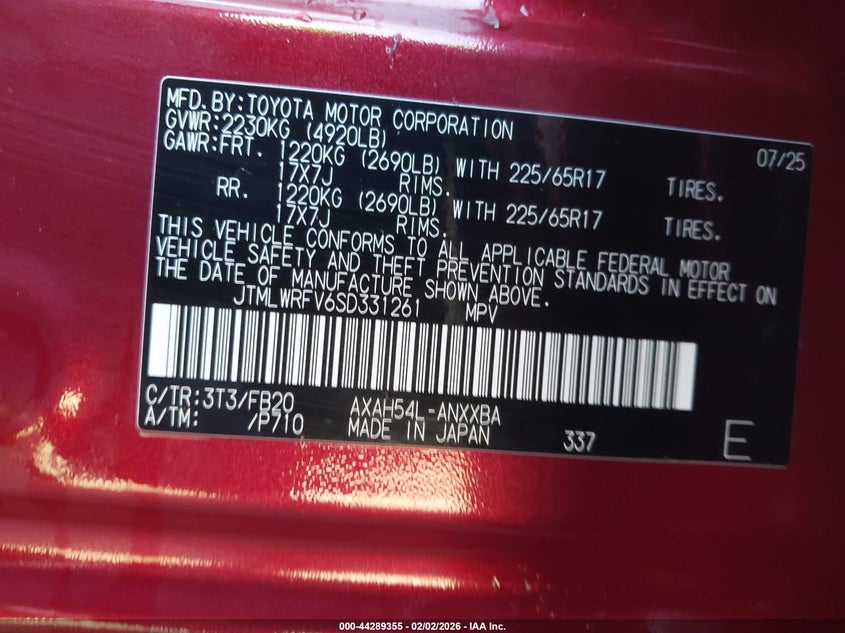 MFD.BY:TOYOTA MOTOR CORPORATION 07/25
GVWR:2230KG (4920LB)
GAWR:FRT. 1220KG (2690LB) WITH 225/65R17 TIRES.
17X7J RIMS.
RR. 1220KG (2690LB) WITH 225/65R17 TIRES.
17X7J RIMS.
THIS VEHICLE CONFORMS TO ALL APPLICABLE FEDERAL MOTOR
VEHICLE SAFETY AND THEFT PREVENTION STANDARDS IN EFFECT ON
THE DATE OF MANUFACTURE SHOWN ABOVE.
JTMLWRFV6SD331261 MPV
C/TR:3T3/FB20 AXAH54L-ANXXBA
A/TM: /P710 MADE IN JAPAN 337 E
000-44289355 - 02/02/2026 - IAA Inc.